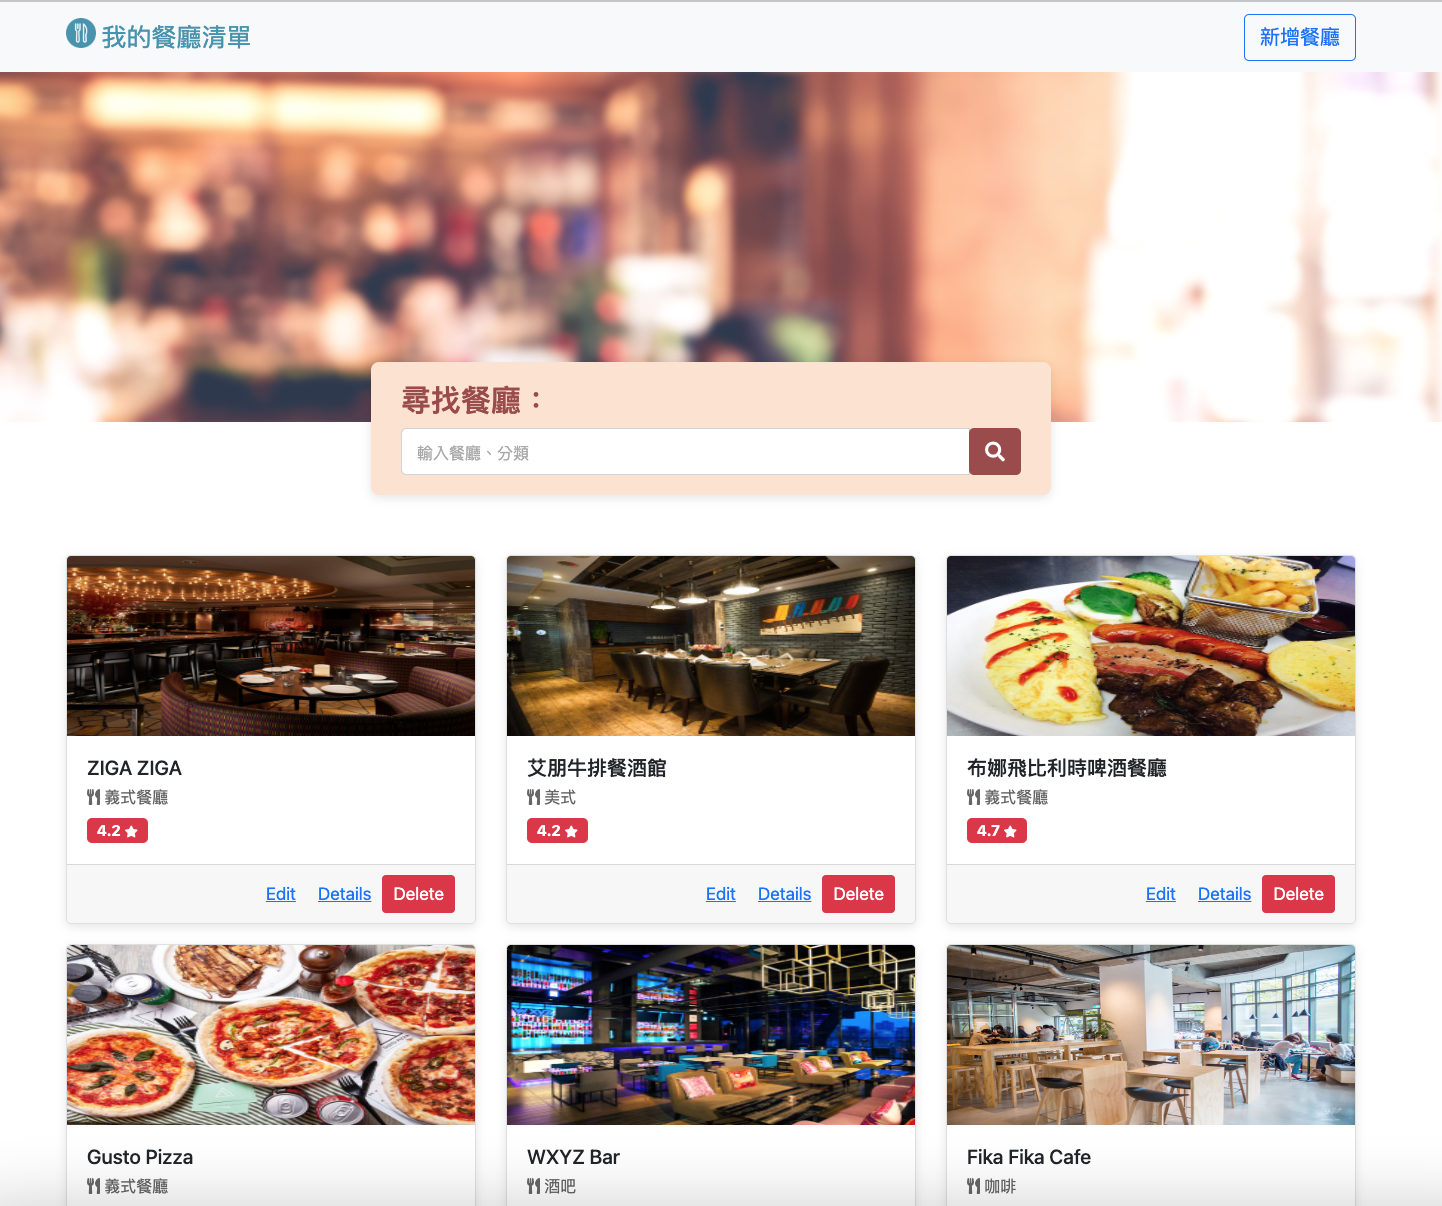 我的餐廳清單
新增餐廳
尋找餐廳：
輸入餐廳、分類
ZIGA ZIGA
義式餐廳
4.2
Edit Details Delete
艾朋牛排餐酒館
美式
4.2
Edit Details Delete
布娜飛比利時啤酒餐廳
義式餐廳
4.7
Edit Details Delete
Gusto Pizza
義式餐廳
WXYZ Bar
酒吧
Fika Fika Cafe
咖啡